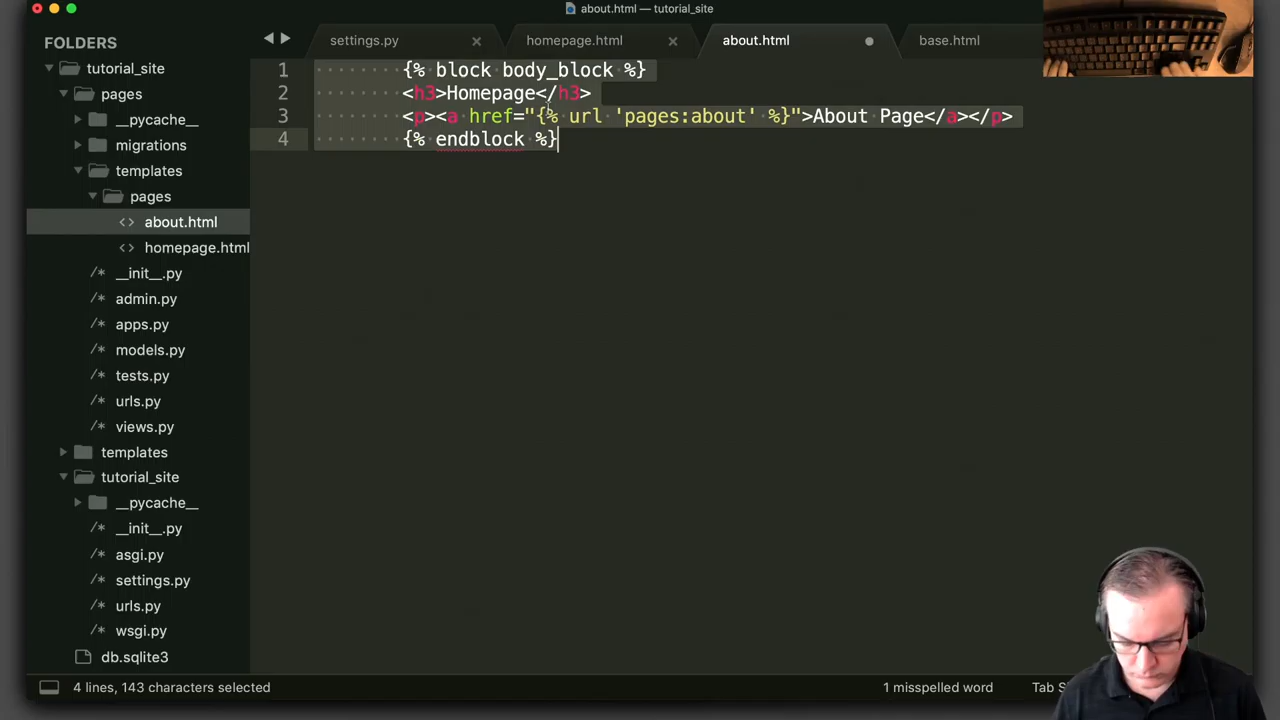 about.html — tutorial_site
FOLDERS
tutorial_site
pages
__pycache__
migrations
templates
pages
about.html
homepage.html
__init__.py
admin.py
apps.py
models.py
tests.py
urls.py
views.py
templates
tutorial_site
__pycache__
__init__.py
asgi.py
settings.py
urls.py
wsgi.py
db.sqlite3
settings.py homepage.html about.html base.html
1 {% block body_block %}
2 <h3>Homepage</h3>
3 <p><a href="{% url 'pages:about' %}">About Page</a></p>
4 {% endblock %}
4 lines, 143 characters selected 1 misspelled word Tab S